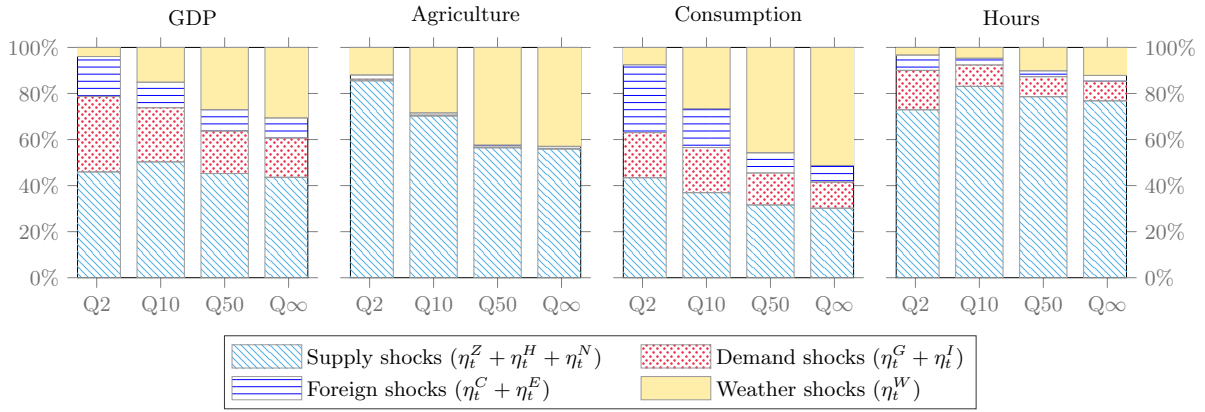 GDP Agriculture Consumption Hours
100% 100%
80% 80%
60% 60%
40% 40%
20% 20%
0% 0%
Q2 Q10 Q50 Q∞ Q2 Q10 Q50 Q∞ Q2 Q10 Q50 Q∞ Q2 Q10 Q50 Q∞
Supply shocks (η_t^Z + η_t^H + η_t^N) Demand shocks (η_t^G + η_t^I)
Foreign shocks (η_t^C + η_t^E) Weather shocks (η_t^W)